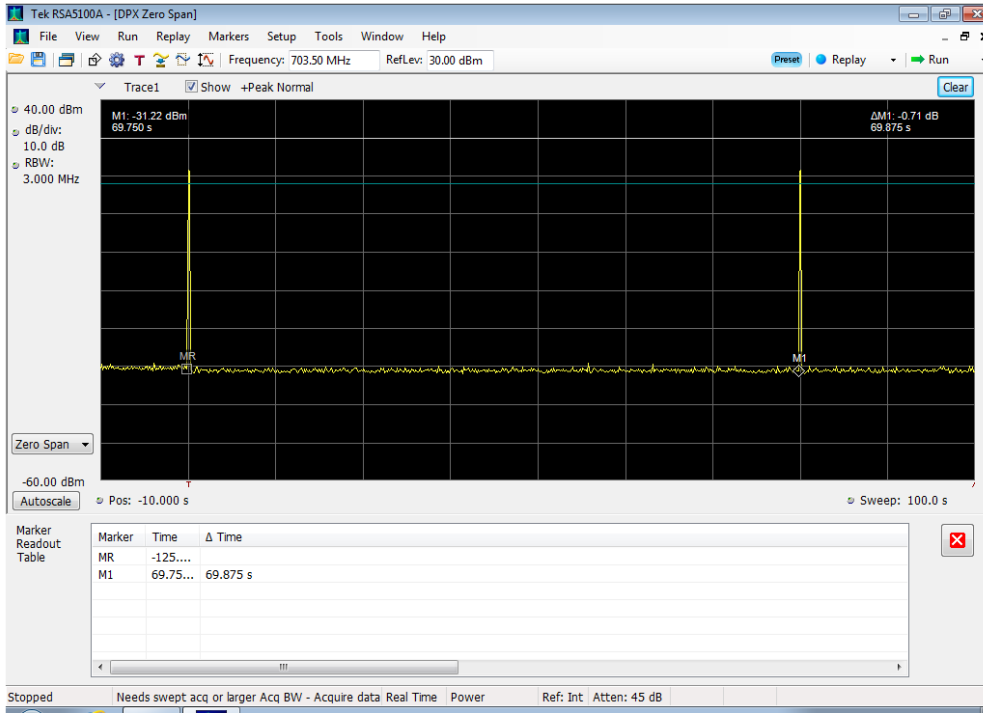 Tek RSA5100A - [DPX Zero Span]
File View Run Replay Markers Setup Tools Window Help
T Frequency: 703.50 MHz RefLev: 30.00 dBm Preset Replay Run
Trace1 Show +Peak Normal Clear
40.00 dBm
dB/div:
10.0 dB
RBW:
3.000 MHz
M1: -31.22 dBm
69.750 s
ΔM1: -0.71 dB
69.875 s
MR
M1
Zero Span
-60.00 dBm
T
Autoscale Pos: -10.000 s Sweep: 100.0 s
Marker
Readout
Table
Marker Time Δ Time
MR -125....
M1 69.75... 69.875 s
Stopped Needs swept acq or larger Acq BW - Acquire data Real Time Power Ref: Int Atten: 45 dB